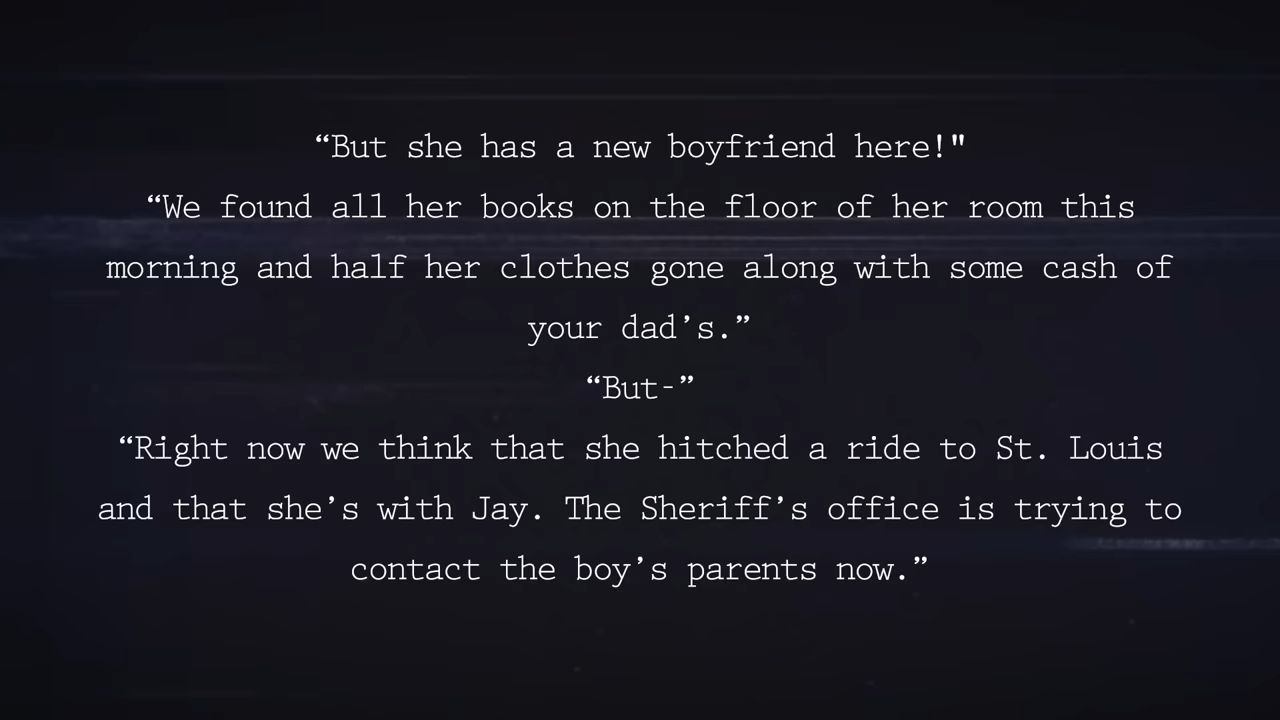 “But she has a new boyfriend here!"
“We found all her books on the floor of her room this
morning and half her clothes gone along with some cash of
your dad’s.”
“But-”
“Right now we think that she hitched a ride to St. Louis
and that she’s with Jay. The Sheriff’s office is trying to
contact the boy’s parents now.”